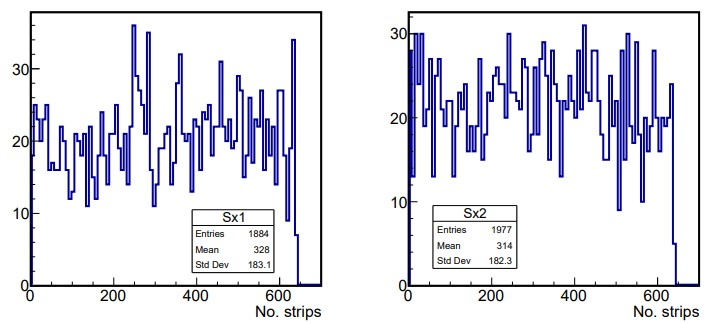 30
20
10
0
0
200
400
600
No. strips
Sx1
Entries 1884
Mean 328
Std Dev 183.1
30
20
10
0
0
200
400
600
No. strips
Sx2
Entries 1977
Mean 314
Std Dev 182.3